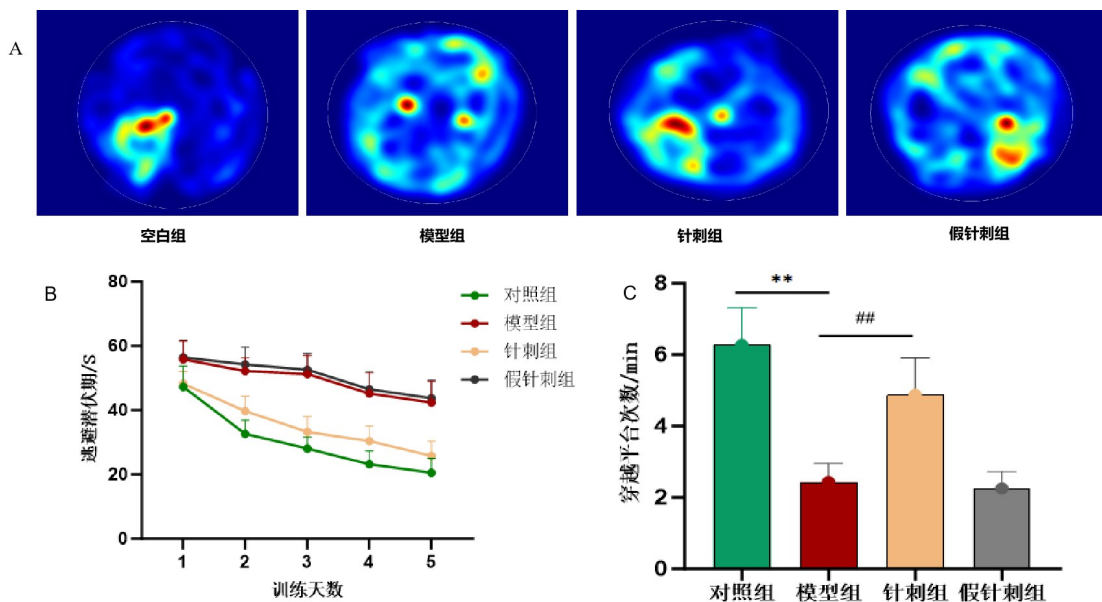 A
空白组
模型组
针刺组
假针刺组
B
80
60
40
20
0
逃避潜伏期/S
1 2 3 4 5
训练天数
对照组
模型组
针刺组
假针刺组
C
8
6
4
2
0
穿越平台次数/min
**
##
对照组 模型组 针刺组 假针刺组